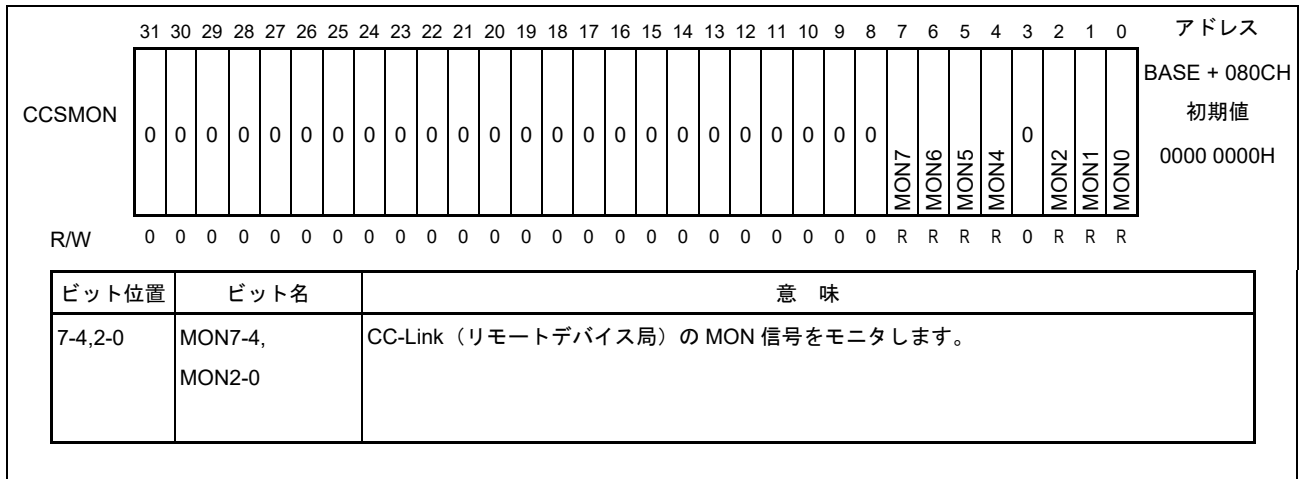 31 30 29 28 27 26 25 24 23 22 21 20 19 18 17 16 15 14 13 12 11 10 9 8 7 6 5 4 3 2 1 0 アドレス
BASE + 080CH
CCSMON
初期値
0 0 0 0 0 0 0 0 0 0 0 0 0 0 0 0 0 0 0 0 0 0 0 0 MON7 MON6 MON5 MON4 0 MON2 MON1 MON0
0000 0000H
R/W 0 0 0 0 0 0 0 0 0 0 0 0 0 0 0 0 0 0 0 0 0 0 0 0 R R R R 0 R R R
ビット位置 ビット名 意 味
7-4,2-0 MON7-4, CC-Link（リモートデバイス局）の MON 信号をモニタします。
MON2-0